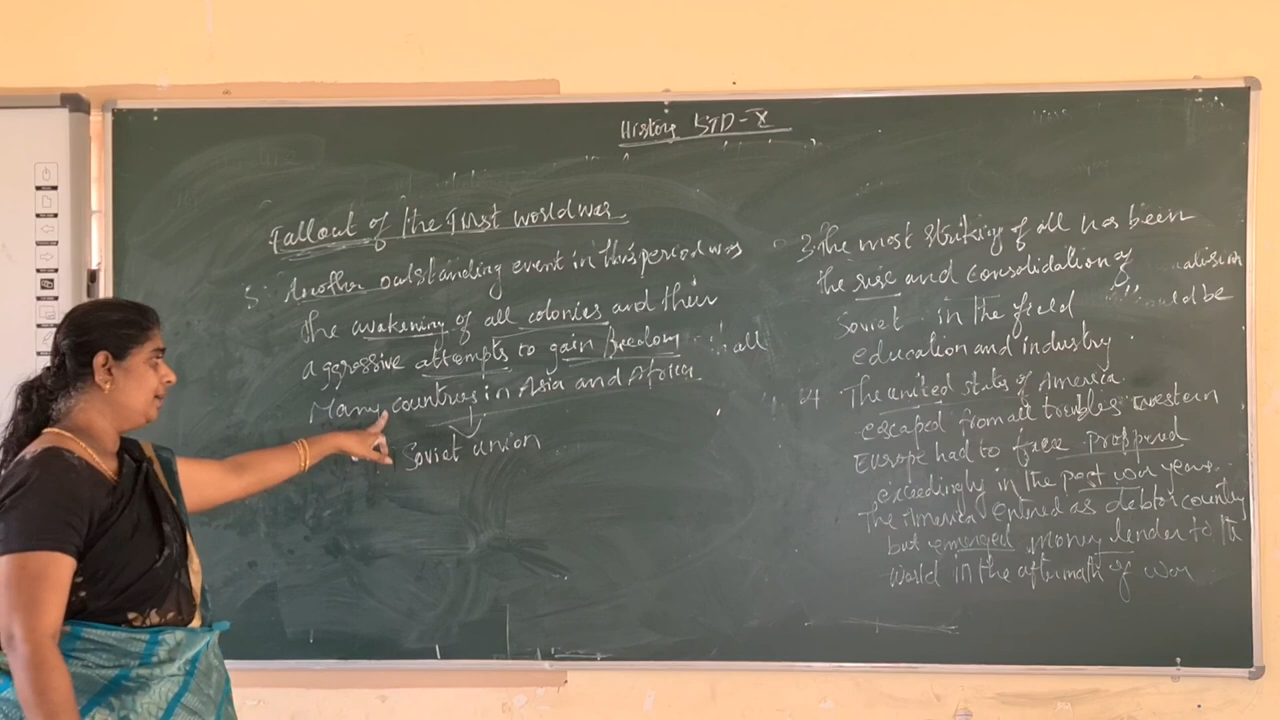 History STD-X
Fallout of the First world war
5. Another outstanding event in this period was
the awakening of all colonies and their
aggressive attempts to gain freedom all
Many countries in Asia and Africa
Soviet union
3. The most striking of all has been
the rise and consolidation of
Soviet in the field would be
education and industry.
4 The united states of America.
escaped from all troubles western
Europe had to face prospered
exceedingly in the post war years.
The America entered as debtor country
but emerged money lender to the
world in the aftermath of war